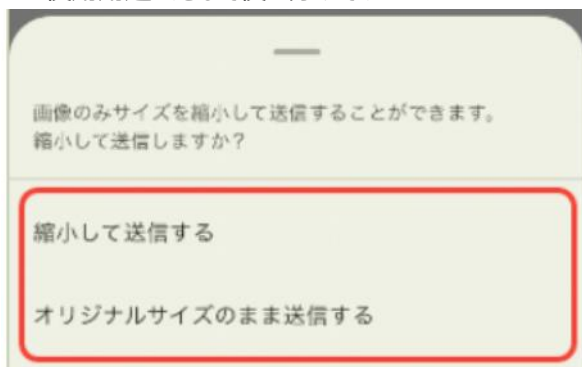 画像のみサイズを縮小して送信することができます。
縮小して送信しますか？
縮小して送信する
オリジナルサイズのまま送信する